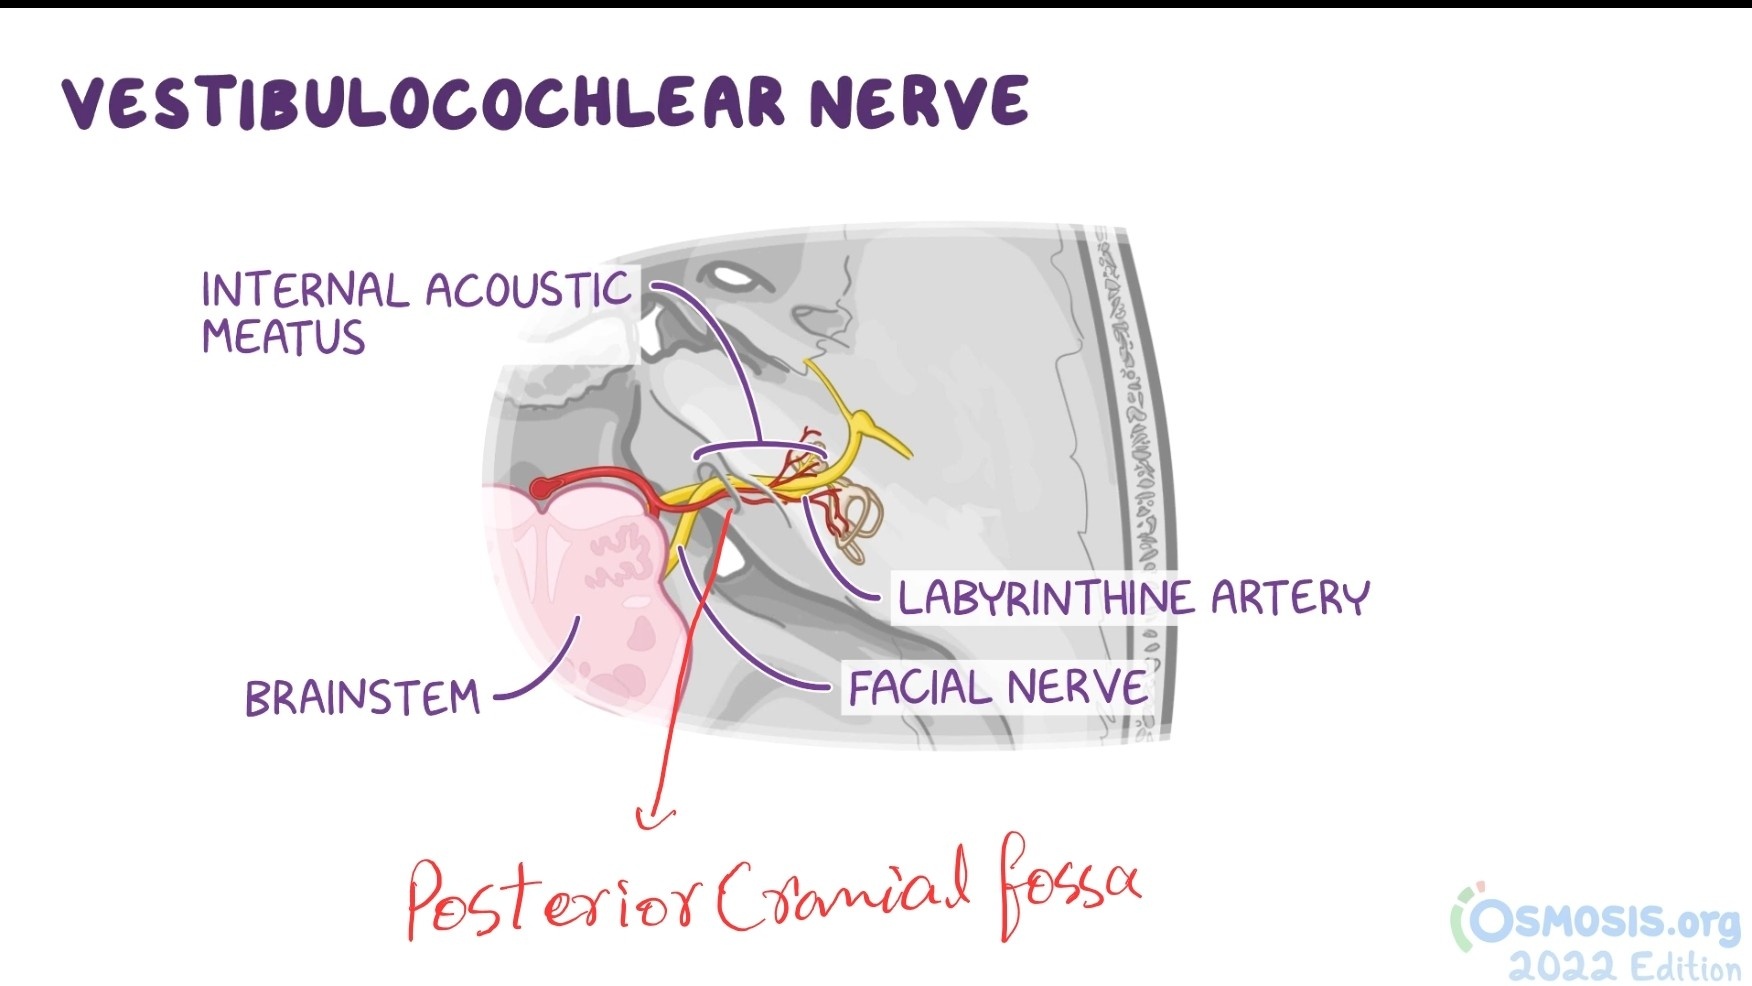 VESTIBULOCOCHLEAR NERVE
INTERNAL ACOUSTIC
MEATUS
LABYRINTHINE ARTERY
FACIAL NERVE
BRAINSTEM
Posterior Cranial fossa
OSMOSIS.org
2022 Edition